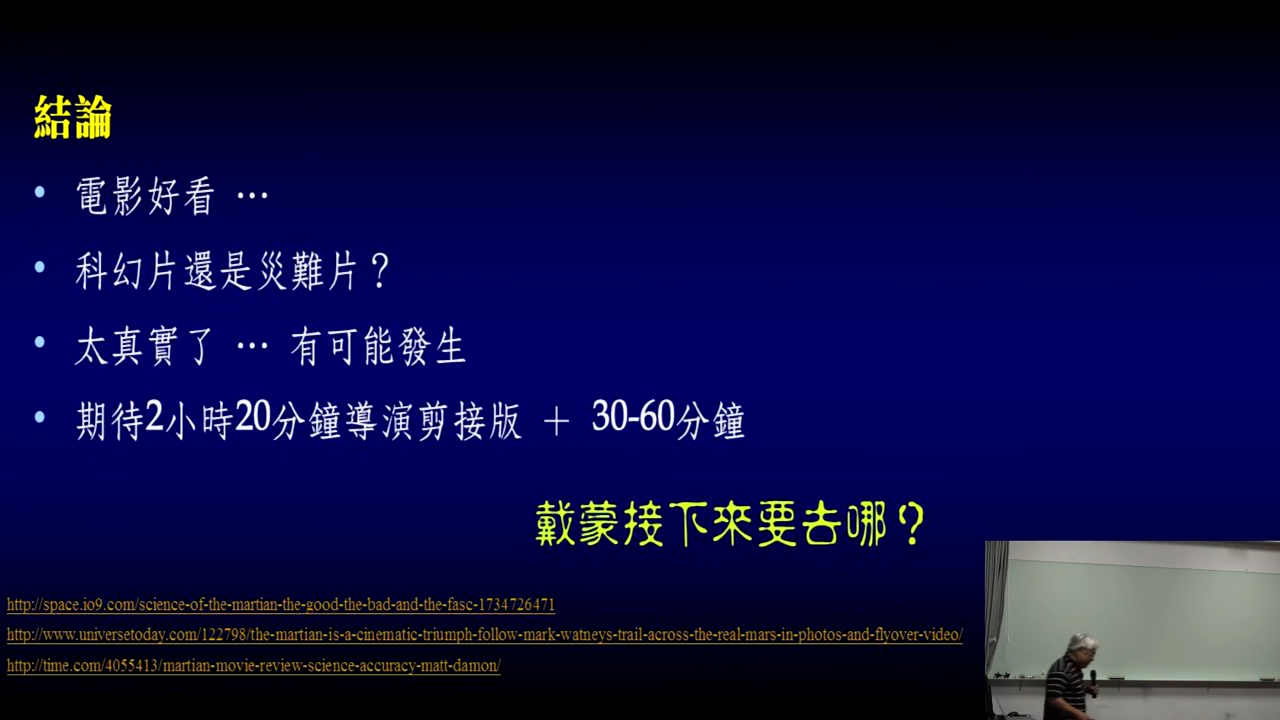 結論
• 電影好看 …
• 科幻片還是災難片？
• 太真實了 … 有可能發生
• 期待2小時20分鐘導演剪接版 ＋ 30-60分鐘
戴蒙接下來要去哪？
http://space.io9.com/science-of-the-martian-the-good-the-bad-and-the-fasc-1734726471
http://www.universetoday.com/122798/the-martian-is-a-cinematic-triumph-follow-mark-watneys-trail-across-the-real-mars-in-photos-and-flyover-video/
http://time.com/4055413/martian-movie-review-science-accuracy-matt-damon/